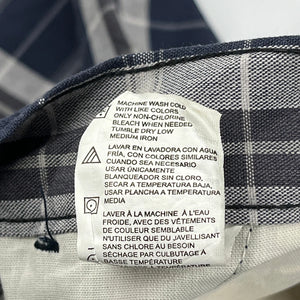 MACHINE WASH COLD
WITH LIKE COLORS
ONLY NON-CLORINE
BLEACH WHEN NEEDED
TUMBLE DRY LOW
MEDIUM IRON
LAVAR EN LAVADORA CON AGUA
FRÍA, CON COLORES SIMILARES
CUANDO SEA NECESARIO
USAR ÚNICAMENTE
BLANQUEADOR SIN CLORO,
SECAR A TEMPERATURA BAJA,
USAR PLANCHA A TEMPERATURA
MEDIA
LAVER À LA MACHINE À L'EAU
FROIDE, AVEC DES VÊTEMENTS
DE COULEUR SEMBLABLE
N'UTILISER QUE DU JAVELLISANT
SANS CHLORE AU BESOIN
SÉCHAGE PAR CULBUTAGE À
BASSE TEMPÉRATURE